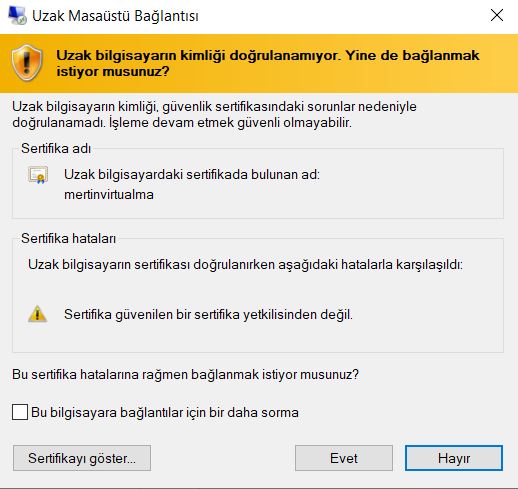 Uzak Masaüstü Bağlantısı
Uzak bilgisayarın kimliği doğrulanamıyor. Yine de bağlanmak
istiyor musunuz?
Uzak bilgisayarın kimliği, güvenlik sertifikasındaki sorunlar nedeniyle
doğrulanamadı. İşleme devam etmek güvenli olmayabilir.
Sertifika adı
Uzak bilgisayardaki sertifikada bulunan ad:
mertinvirtualma
Sertifika hataları
Uzak bilgisayarın sertifikası doğrulanırken aşağıdaki hatalarla karşılaşıldı:
Sertifika güvenilen bir sertifika yetkilisinden değil.
Bu sertifika hatalarına rağmen bağlanmak istiyor musunuz?
Bu bilgisayara bağlantılar için bir daha sorma
Sertifikayı göster...
Evet
Hayır